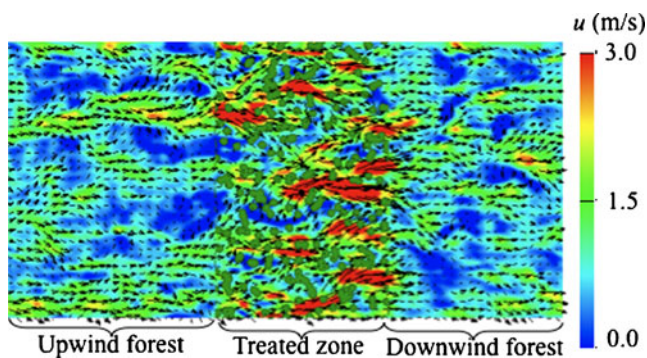 u (m/s)
3.0
1.5
0.0
Upwind forest
Treated zone
Downwind forest